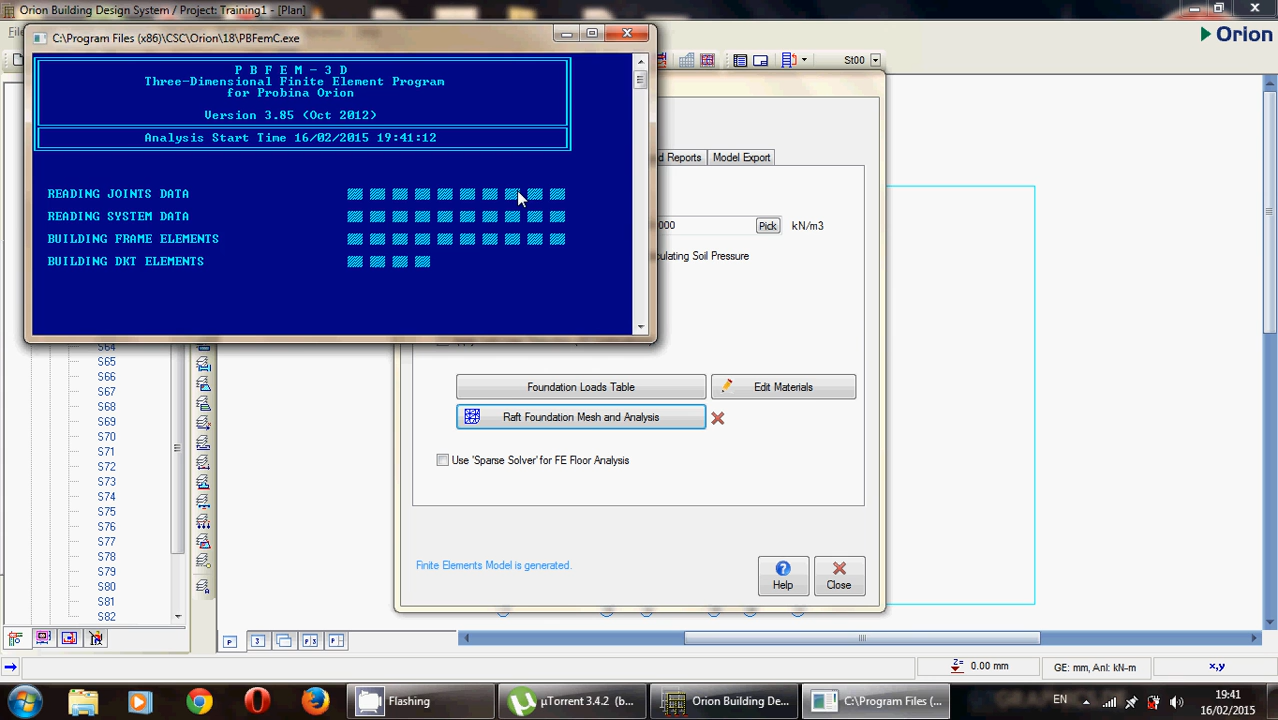 Orion Building Design System / Project: Training1 - [Plan]
C:\Program Files (x86)\CSC\Orion\18\PBFemC.exe
Orion
St00
P B F E M - 3 D
Three-Dimensional Finite Element Program
for Probina Orion
Version 3.85 (Oct 2012)
Analysis Start Time 16/02/2015 19:41:12
READING JOINTS DATA
READING SYSTEM DATA
BUILDING FRAME ELEMENTS
BUILDING DKT ELEMENTS
d Reports
Model Export
000
Pick
kN/m3
culating Soil Pressure
Foundation Loads Table
Edit Materials
Raft Foundation Mesh and Analysis
Use 'Sparse Solver' for FE Floor Analysis
Finite Elements Model is generated.
Help
Close
S64
S65
S66
S67
S68
S69
S70
S71
S72
S73
S74
S75
S76
S77
S78
S79
S80
S81
S82
Z=
0.00 mm
GE: mm, Anl: kN-m
x,y
Flashing
µTorrent 3.4.2 (b...
Orion Building De...
C:\Program Files (...
EN
19:41
16/02/2015